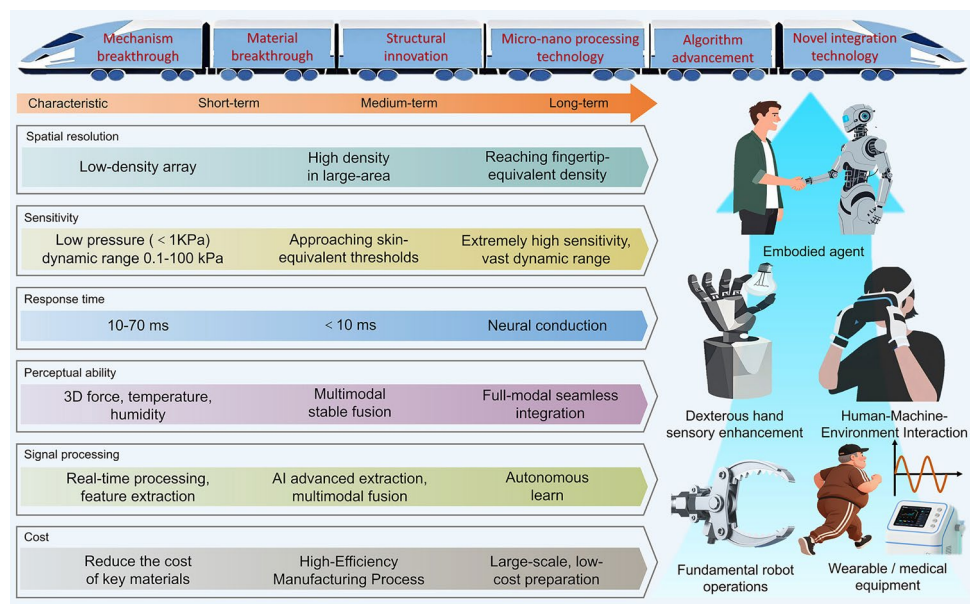 Mechanism
breakthrough
Material
breakthrough
Structural
innovation
Micro-nano processing
technology
Algorithm
advancement
Novel integration
technology
Characteristic
Short-term
Medium-term
Long-term
Spatial resolution
Low-density array
High density
in large-area
Reaching fingertip-
equivalent density
Sensitivity
Low pressure (＜1KPa)
dynamic range 0.1-100 kPa
Approaching skin-
equivalent thresholds
Extremely high sensitivity,
vast dynamic range
Response time
10-70 ms
＜10 ms
Neural conduction
Perceptual ability
3D force, temperature,
humidity
Multimodal
stable fusion
Full-modal seamless
integration
Signal processing
Real-time processing,
feature extraction
AI advanced extraction,
multimodal fusion
Autonomous
learn
Cost
Reduce the cost
of key materials
High-Efficiency
Manufacturing Process
Large-scale, low-
cost preparation
Embodied agent
Dexterous hand
sensory enhancement
Human-Machine-
Environment Interaction
Fundamental robot
operations
Wearable / medical
equipment